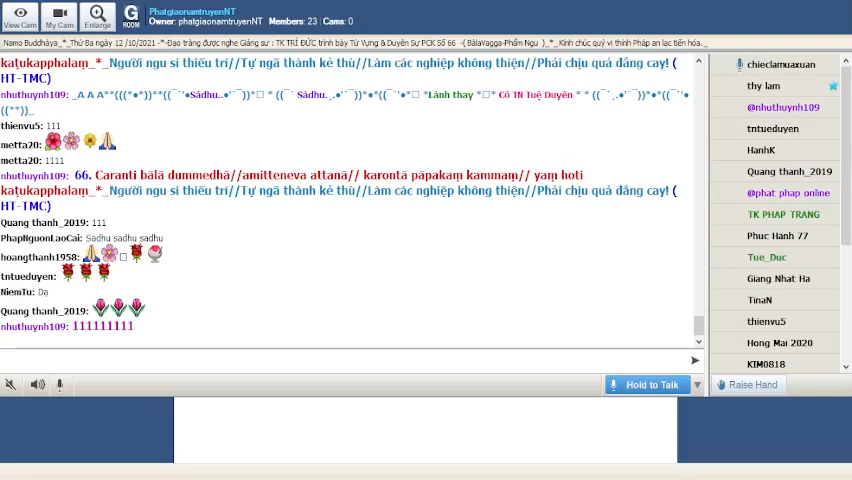 View Cam
My Cam
Enlarge
G
ROOM
PhatgiaonamtruyenNT
Owner: phatgiaonamtruyenNT Members: 23 Cams: 0
Namo Buddhāya_*_Thứ Ba ngày 12 /10/2021 -*-Đạo tràng được nghe Giảng sư : TK TRÍ ĐỨC trình bày Từ Vựng & Duyên Sự PCK Số 66 -( BālaVagga-Phẩm Ngu )_*_ Kính chúc quý vị thính Pháp an lạc tiến hóa._
kaṭukapphalaṃ_*_Người ngu si thiếu trí//Tự ngã thành kẻ thù//Làm các nghiệp không thiện//Phải chịu quả đắng cay! (
HT-TMC)
nhuthuynh109: _A A A**(((*●*))**((¯`'•Sādhu..•'´¯))*□ * ((¯` Sādhu.,•'´¯))*•*((¯`'•*□ *Lành thay *□* Cô TN Tuệ Duyên * * ((¯`,.•'´¯))*•*((¯`'•
((**))_
thienvu5: 111
metta20:
metta20: 1111
nhuthuynh109: 66. Caranti bālā dummedhā//amitteneva attanā// karontā pāpakaṃ kammaṃ// yaṃ hoti
kaṭukapphalaṃ_*_Người ngu si thiếu trí//Tự ngã thành kẻ thù//Làm các nghiệp không thiện//Phải chịu quả đắng cay! (
HT-TMC)
Quang thanh_2019: 111
PhapNguonLaoCai: Sadhu sadhu sadhu
hoangthanh1958:
tntueduyen:
NiemTu: Dạ
Quang thanh_2019:
nhuthuynh109: 111111111
Hold to Talk
Raise Hand
chieclamuaxuan
thy lam
@nhuthuynh109
tntueduyen
HanhK
Quang thanh_2019
@phat phap online
TK PHAP TRANG
Phuc Hanh 77
Tue_Duc
Giang Nhat Ha
TinaN
thienvu5
Hong Mai 2020
KIM0818